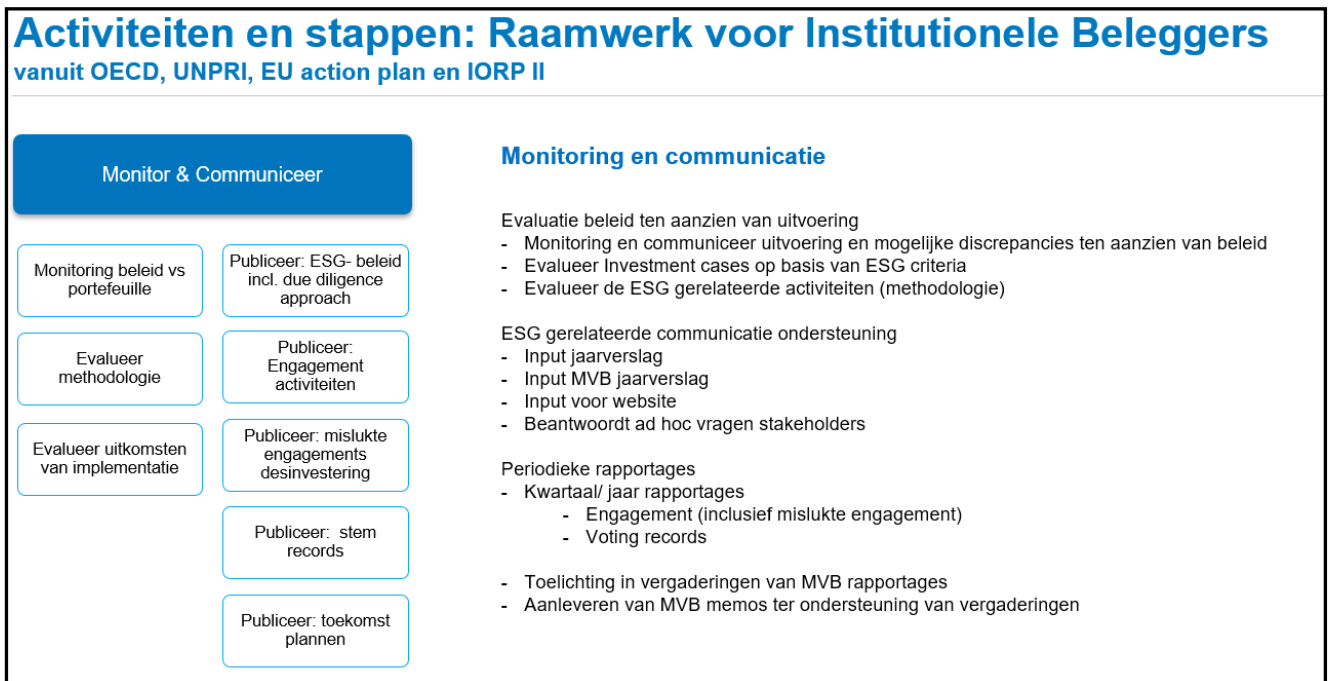 Activiteiten en stappen: Raamwerk voor Institutionele Beleggers
vanuit OECD, UNPRI, EU action plan en IORP II
Monitor & Communiceer
Monitoring beleid vs
portefeuille
Evalueer
methodologie
Evalueer uitkomsten
van implementatie
Publiceer: ESG- beleid
incl. due diligence
approach
Publiceer:
Engagement
activiteiten
Publiceer: mislukte
engagements
desinvestering
Publiceer: stem
records
Publiceer: toekomst
plannen
Monitoring en communicatie
Evaluatie beleid ten aanzien van uitvoering
- Monitoring en communiceer uitvoering en mogelijke discrepancies ten aanzien van beleid
- Evalueer Investment cases op basis van ESG criteria
- Evalueer de ESG gerelateerde activiteiten (methodologie)
ESG gerelateerde communicatie ondersteuning
- Input jaarverslag
- Input MVB jaarverslag
- Input voor website
- Beantwoordt ad hoc vragen stakeholders
Periodieke rapportages
- Kwartaal/ jaar rapportages
- Engagement (inclusief mislukte engagement)
- Voting records
- Toelichting in vergaderingen van MVB rapportages
- Aanleveren van MVB memos ter ondersteuning van vergaderingen